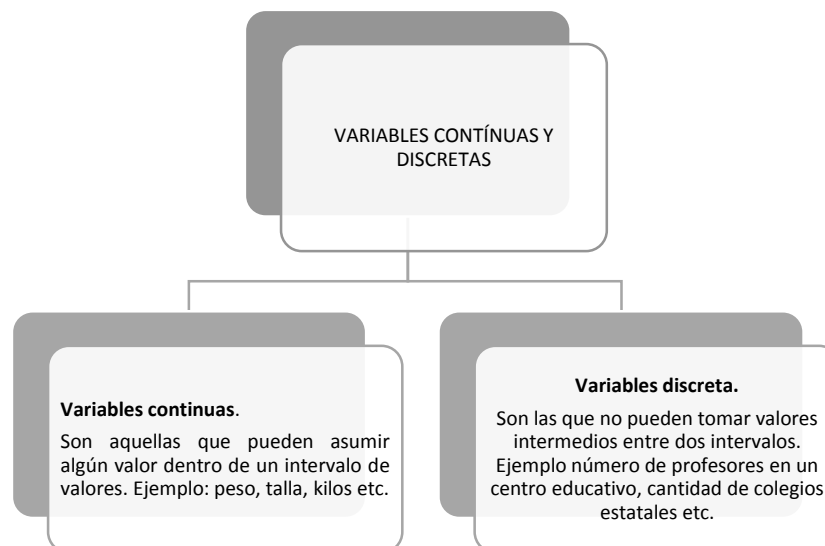 VARIABLES CONTÍNUAS Y
DISCRETAS
Variables continuas.
Son aquellas que pueden asumir
algún valor dentro de un intervalo de
valores. Ejemplo: peso, talla, kilos etc.
Variables discreta.
Son las que no pueden tomar valores
intermedios entre dos intervalos.
Ejemplo número de profesores en un
centro educativo, cantidad de colegios
estatales etc.